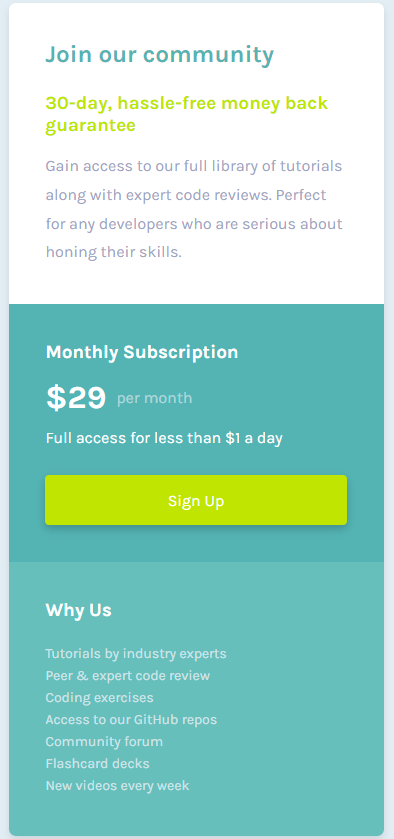 Join our community
30-day, hassle-free money back
guarantee
Gain access to our full library of tutorials
along with expert code reviews. Perfect
for any developers who are serious about
honing their skills.
Monthly Subscription
$29 per month
Full access for less than $1 a day
Sign Up
Why Us
Tutorials by industry experts
Peer & expert code review
Coding exercises
Access to our GitHub repos
Community forum
Flashcard decks
New videos every week